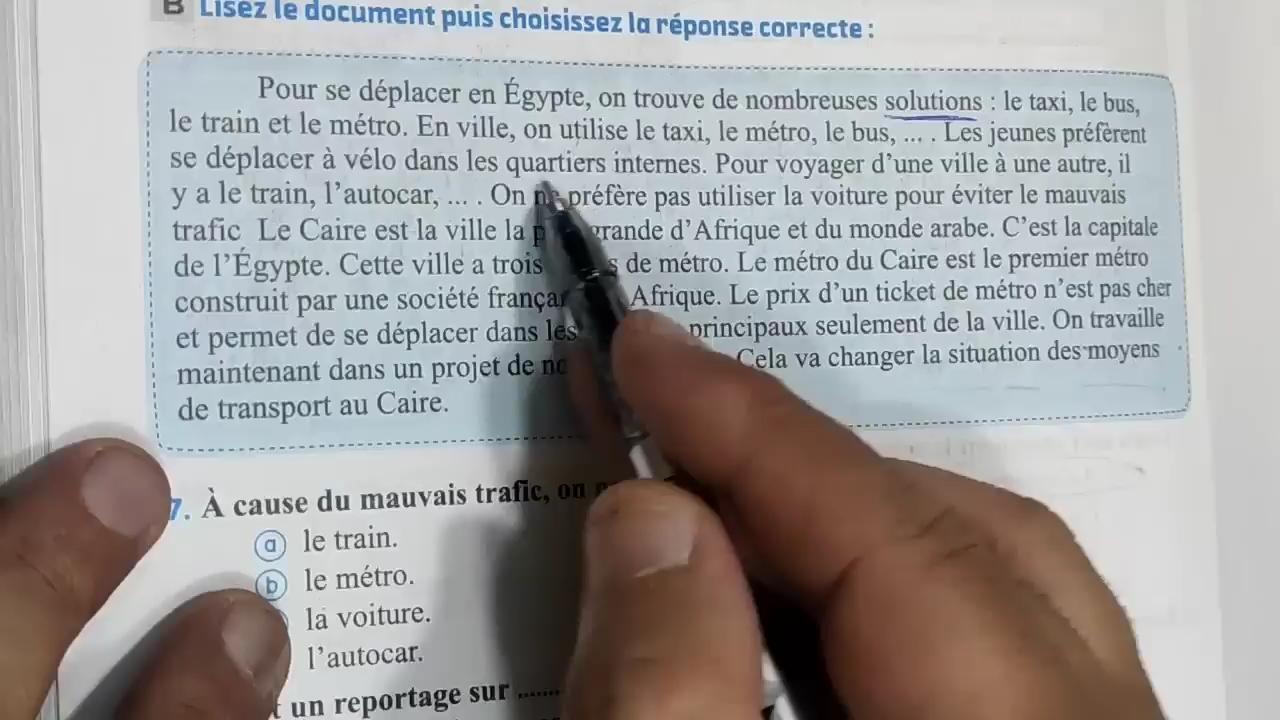 B Lisez le document puis choisissez la réponse correcte :
Pour se déplacer en Égypte, on trouve de nombreuses solutions : le taxi, le bus,
le train et le métro. En ville, on utilise le taxi, le métro, le bus, ... . Les jeunes préfèrent
se déplacer à vélo dans les quartiers internes. Pour voyager d'une ville à une autre, il
y a le train, l'autocar, ... . On ne préfère pas utiliser la voiture pour éviter le mauvais
trafic Le Caire est la ville la grande d'Afrique et du monde arabe. C'est la capitale
de l'Égypte. Cette ville a trois de métro. Le métro du Caire est le premier métro
construit par une société Afrique. Le prix d'un ticket de métro n'est pas cher
et permet de se déplacer dans les principaux seulement de la ville. On travaille
maintenant dans un projet de Cela va changer la situation des moyens
de transport au Caire.
7. À cause du mauvais trafic, on
a le train.
b le métro.
la voiture.
l'autocar.
un reportage sur ......